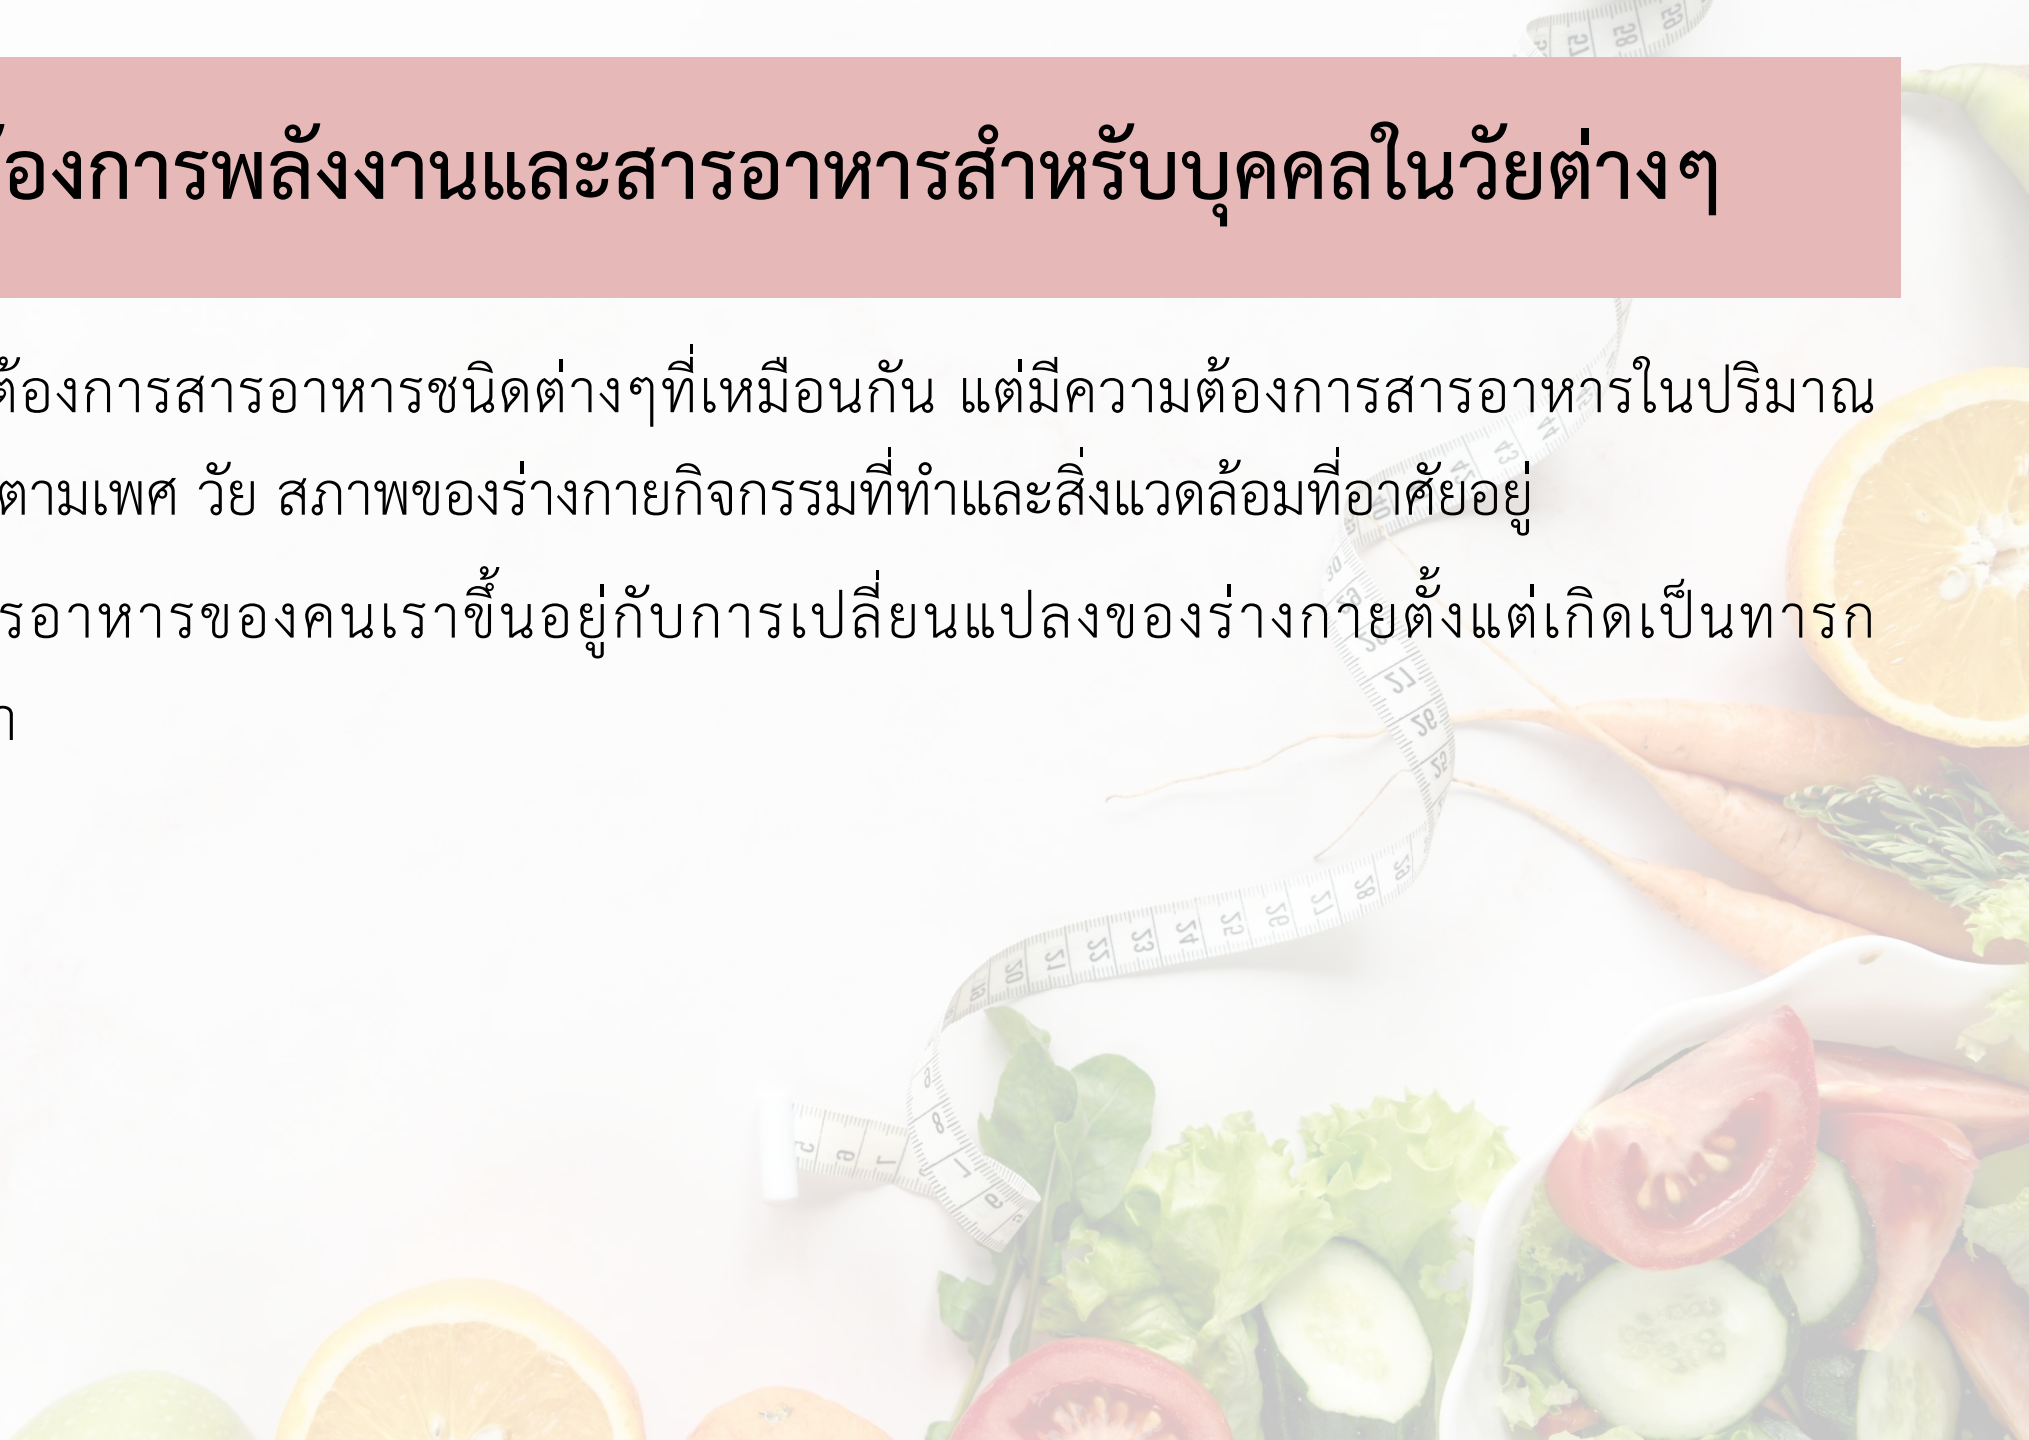 ้องการพลังงานและสารอาหารสำหรับบุคคลในวัยต่างๆ
ต้องการสารอาหารชนิดต่างๆที่เหมือนกัน แต่มีความต้องการสารอาหารในปริมาณ
ตามเพศ วัย สภาพของร่างกายกิจกรรมที่ทำและสิ่งแวดล้อมที่อาศัยอยู่
รอาหารของคนเราขึ้นอยู่กับการเปลี่ยนแปลงของร่างกายตั้งแต่เกิดเป็นทารก